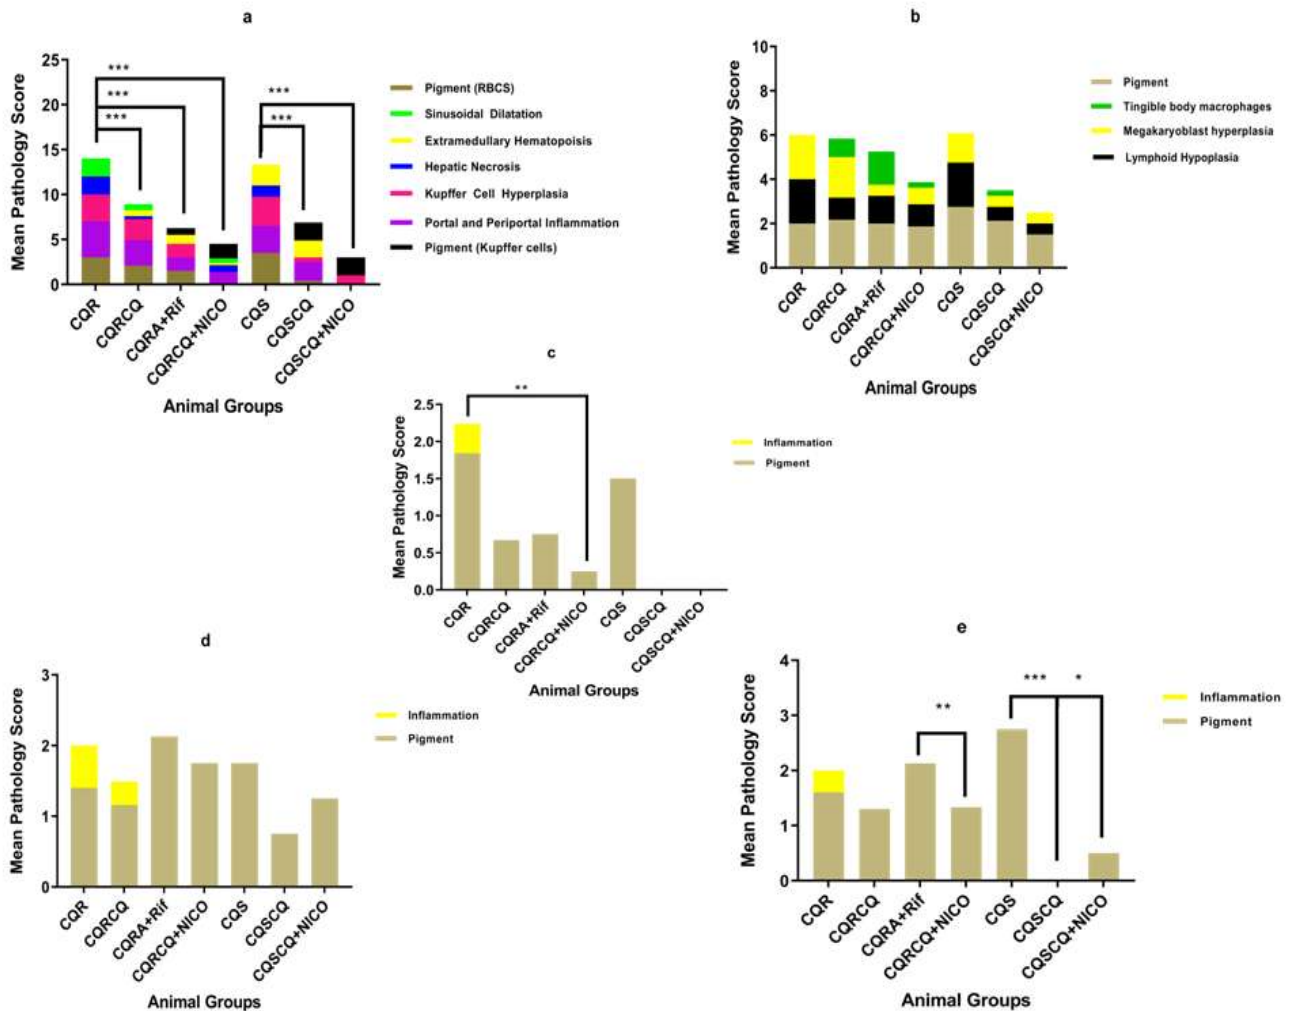 a
Mean Pathology Score
25
20
15
10
5
0
***
***
***
***
***
CQR
CQRCQ
CQRA+Rif
CQRCQ+NICO
CQS
CQSCQ
CQSCQ+NICO
Animal Groups
Pigment (RBCS)
Sinusoidal Dilatation
Extramedullary Hematopoisis
Hepatic Necrosis
Kupffer Cell Hyperplasia
Portal and Periportal Inflammation
Pigment (Kupffer cells)
b
Mean Pathology Score
10
8
6
4
2
0
CQR
CQRCQ
CQRA+Rif
CQRCQ+NICO
CQS
CQSCQ
CQSCQ+NICO
Animal Groups
Pigment
Tingible body macrophages
Megakaryoblast hyperplasia
Lymphoid Hypoplasia
c
Mean Pathology Score
2.5
2.0
1.5
1.0
0.5
0.0
**
CQR
CQRCQ
CQRA+Rif
CQRCQ+NICO
CQS
CQSCQ
CQSCQ+NICO
Animal Groups
Inflammation
Pigment
d
Mean Pathology Score
3
2
1
0
CQR
CQRCQ
CQRA+Rif
CQRCQ+NICO
CQS
CQSCQ
CQSCQ+NICO
Animal Groups
Inflammation
Pigment
e
Mean Pathology Score
4
3
2
1
0
**
***
*
CQR
CQRCQ
CQRA+Rif
CQRCQ+NICO
CQS
CQSCQ
CQSCQ+NICO
Animal Groups
Inflammation
Pigment